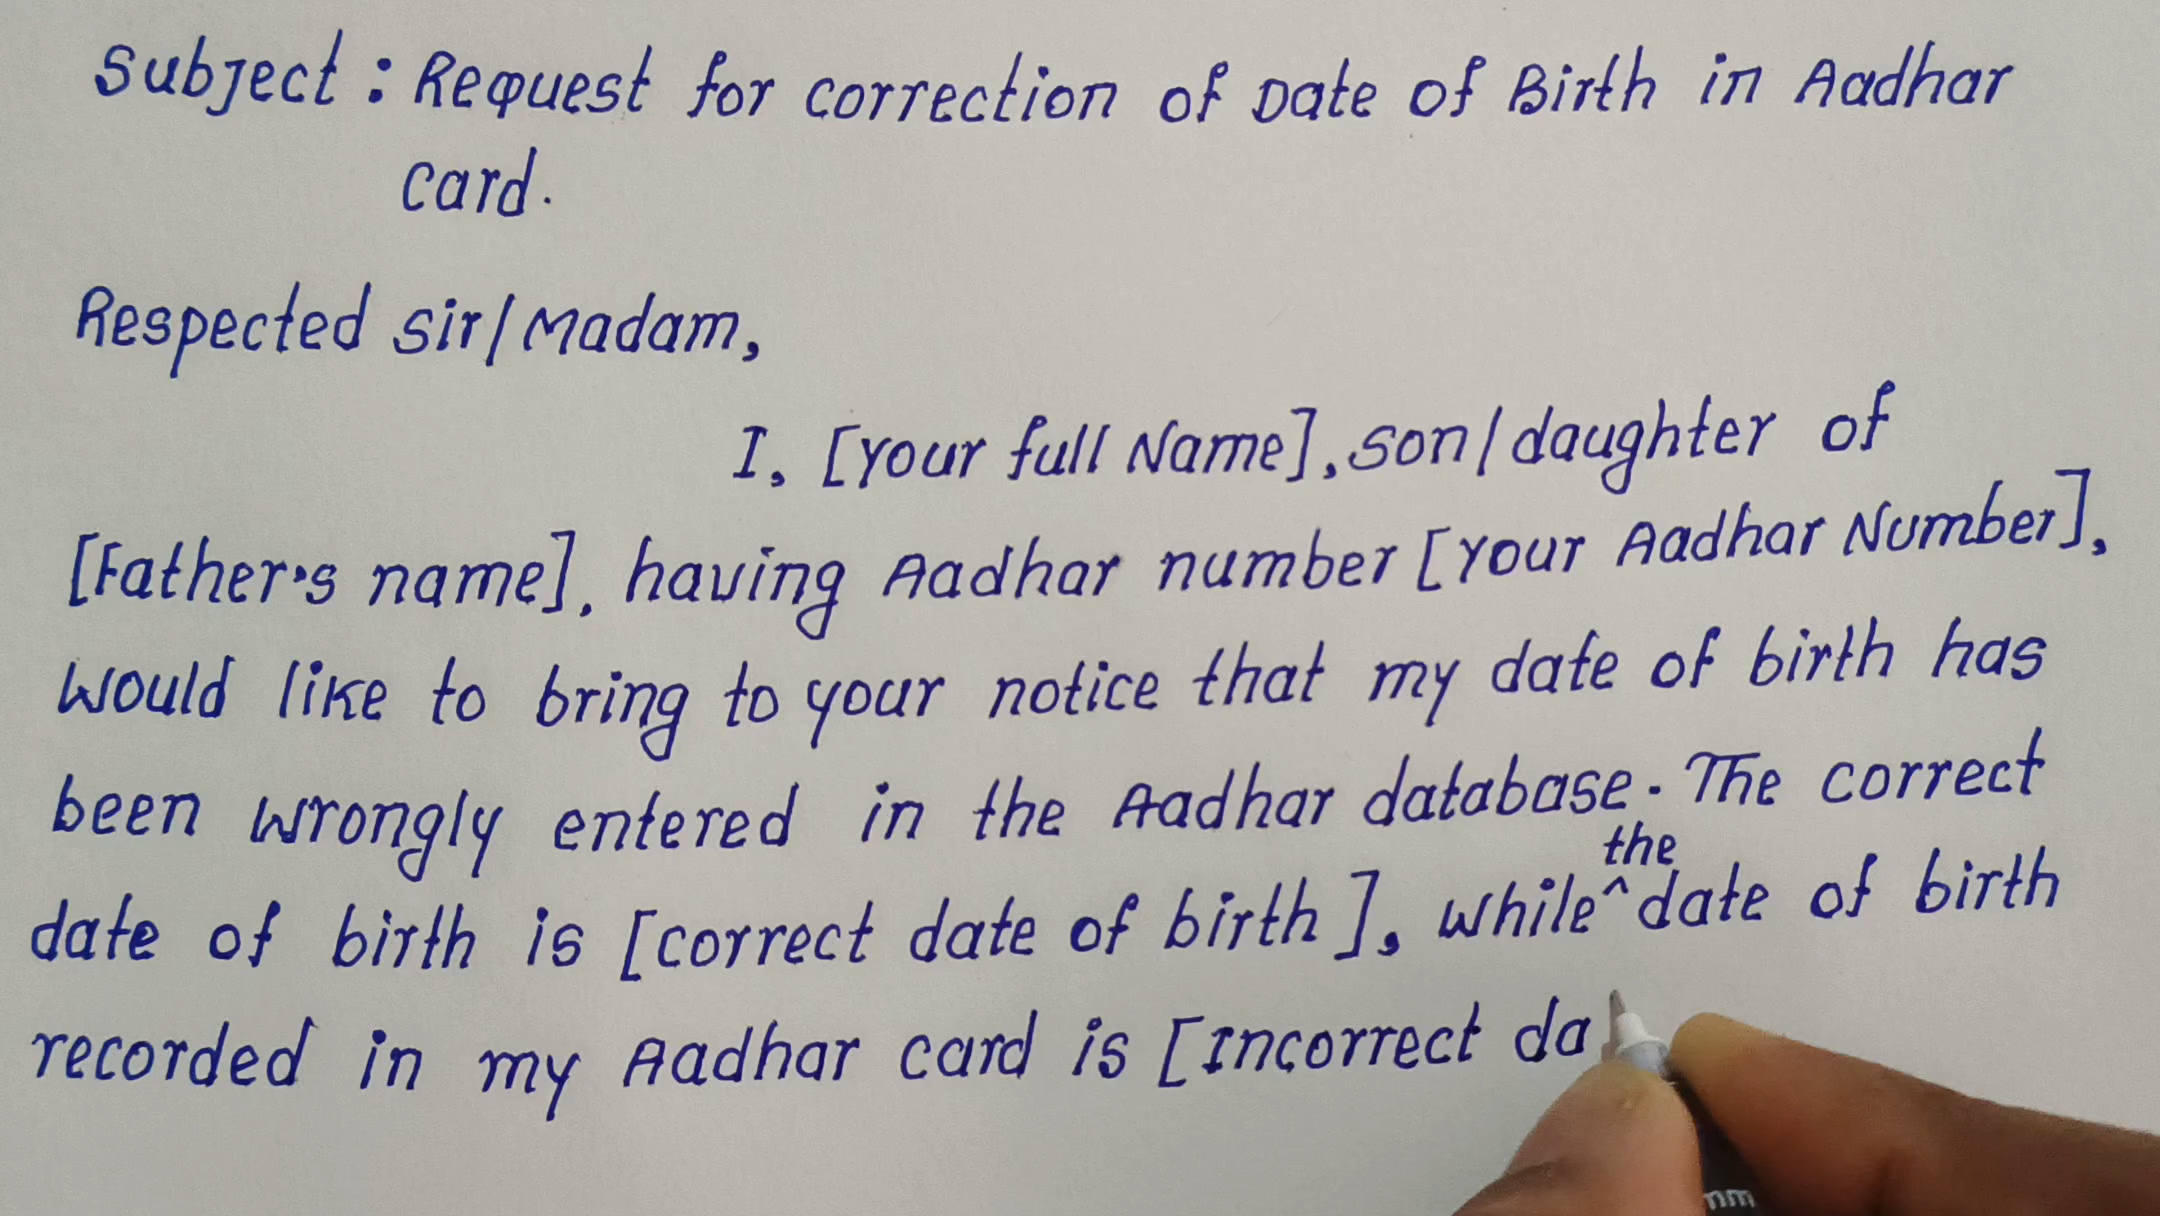 Subject : Request for correction of Date of Birth in Aadhar
card.
Respected Sir/Madam,
I, [Your full Name], son/daughter of
[Father's name], having Aadhar number [Your Aadhar Number],
would like to bring to your notice that my date of birth has
been wrongly entered in the Aadhar database. The correct
the
date of birth is [correct date of birth], while ^ date of birth
recorded in my Aadhar card is [Incorrect da
mm